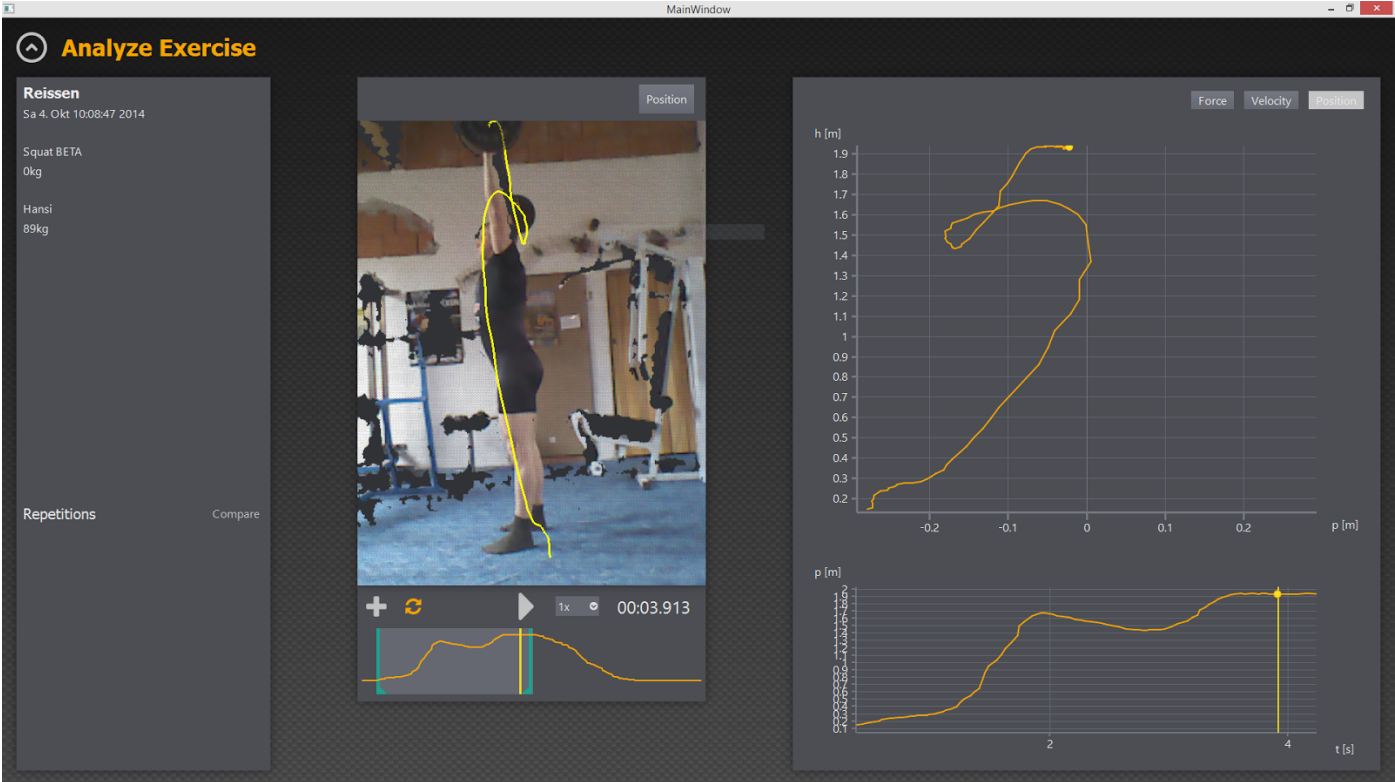 MainWindow
Analyze Exercise
Reissen
Sa 4. Okt 10:08:47 2014
Squat BETA
0kg
Hansi
89kg
Repetitions
Compare
Position
1x
00:03.913
Force
Velocity
Position
h [m]
1.9
1.8
1.7
1.6
1.5
1.4
1.3
1.2
1.1
1
0.9
0.8
0.7
0.6
0.5
0.4
0.3
0.2
-0.2
-0.1
0
0.1
0.2
p [m]
p [m]
2
2
4
t [s]